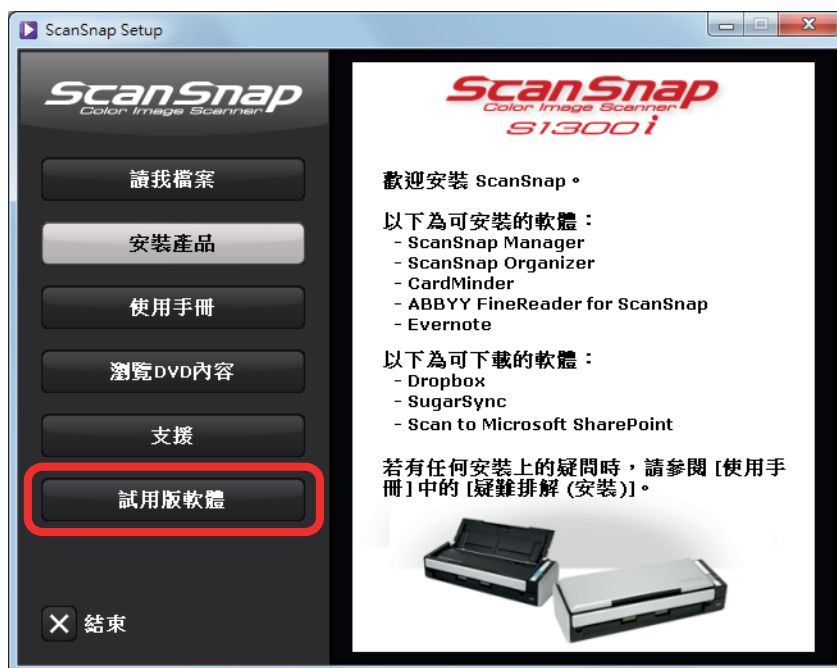 ScanSnap Setup
ScanSnap
Color Image Scanner
讀我檔案
安裝產品
使用手冊
瀏覽DVD內容
支援
試用版軟體
結束
ScanSnap
Color Image Scanner
S1300i
歡迎安裝 ScanSnap。
以下為可安裝的軟體：
- ScanSnap Manager
- ScanSnap Organizer
- CardMinder
- ABBYY FineReader for ScanSnap
- Evernote
以下為可下載的軟體：
- Dropbox
- SugarSync
- Scan to Microsoft SharePoint
若有任何安裝上的疑問時，請參閱 [使用手
冊] 中的 [疑難排解 (安裝)]。